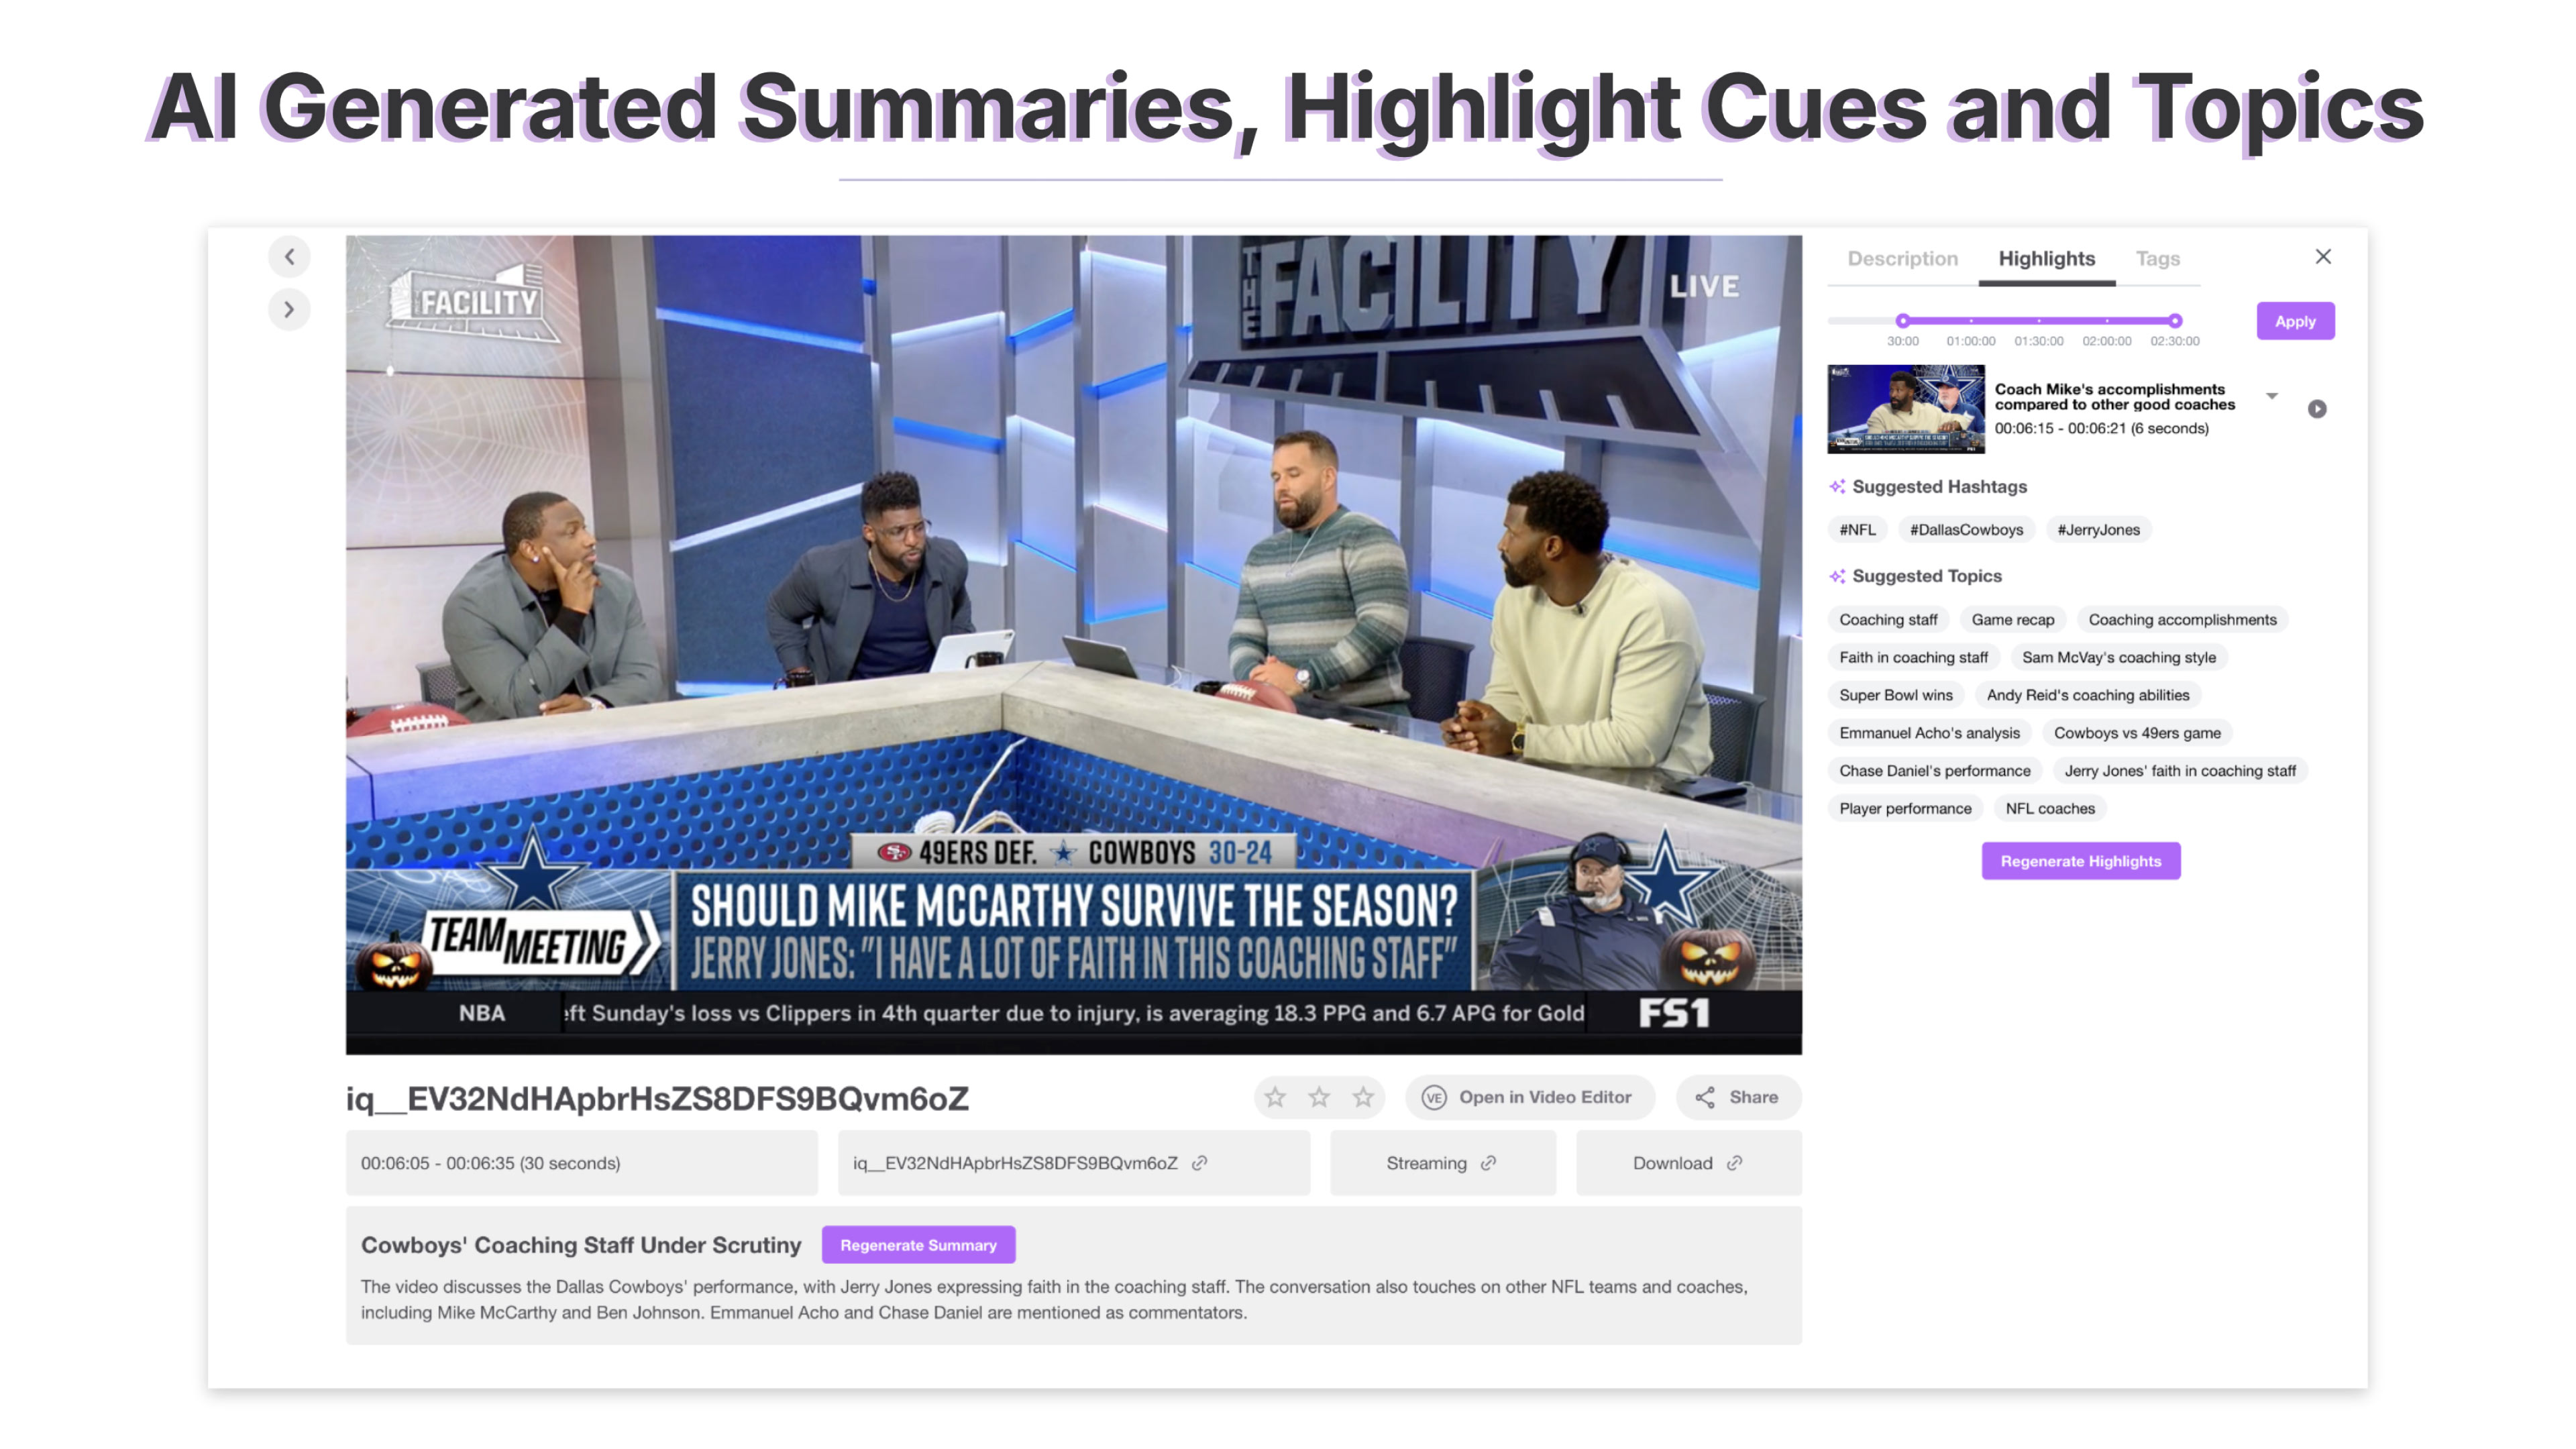 AI Generated Summaries, Highlight Cues and Topics
THE FACILITY
THE FACILITY
LIVE
49ERS DEF. COWBOYS 30-24
TEAM MEETING
SHOULD MIKE MCCARTHY SURVIVE THE SEASON?
JERRY JONES: "I HAVE A LOT OF FAITH IN THIS COACHING STAFF"
NBA
eft Sunday's loss vs Clippers in 4th quarter due to injury, is averaging 18.3 PPG and 6.7 APG for Gold
FS1
iq__EV32NdHApbrHsZS8DFS9BQvm6oZ
VE Open in Video Editor
Share
00:06:05 - 00:06:35 (30 seconds)
iq__EV32NdHApbrHsZS8DFS9BQvm6oZ
Streaming
Download
Cowboys' Coaching Staff Under Scrutiny
Regenerate Summary
The video discusses the Dallas Cowboys' performance, with Jerry Jones expressing faith in the coaching staff. The conversation also touches on other NFL teams and coaches,
including Mike McCarthy and Ben Johnson. Emmanuel Acho and Chase Daniel are mentioned as commentators.
Description Highlights Tags
Apply
30:00 01:00:00 01:30:00 02:00:00 02:30:00
Coach Mike's accomplishments
compared to other good coaches
00:06:15 - 00:06:21 (6 seconds)
Suggested Hashtags
#NFL #DallasCowboys #JerryJones
Suggested Topics
Coaching staff Game recap Coaching accomplishments
Faith in coaching staff Sam McVay's coaching style
Super Bowl wins Andy Reid's coaching abilities
Emmanuel Acho's analysis Cowboys vs 49ers game
Chase Daniel's performance Jerry Jones' faith in coaching staff
Player performance NFL coaches
Regenerate Highlights